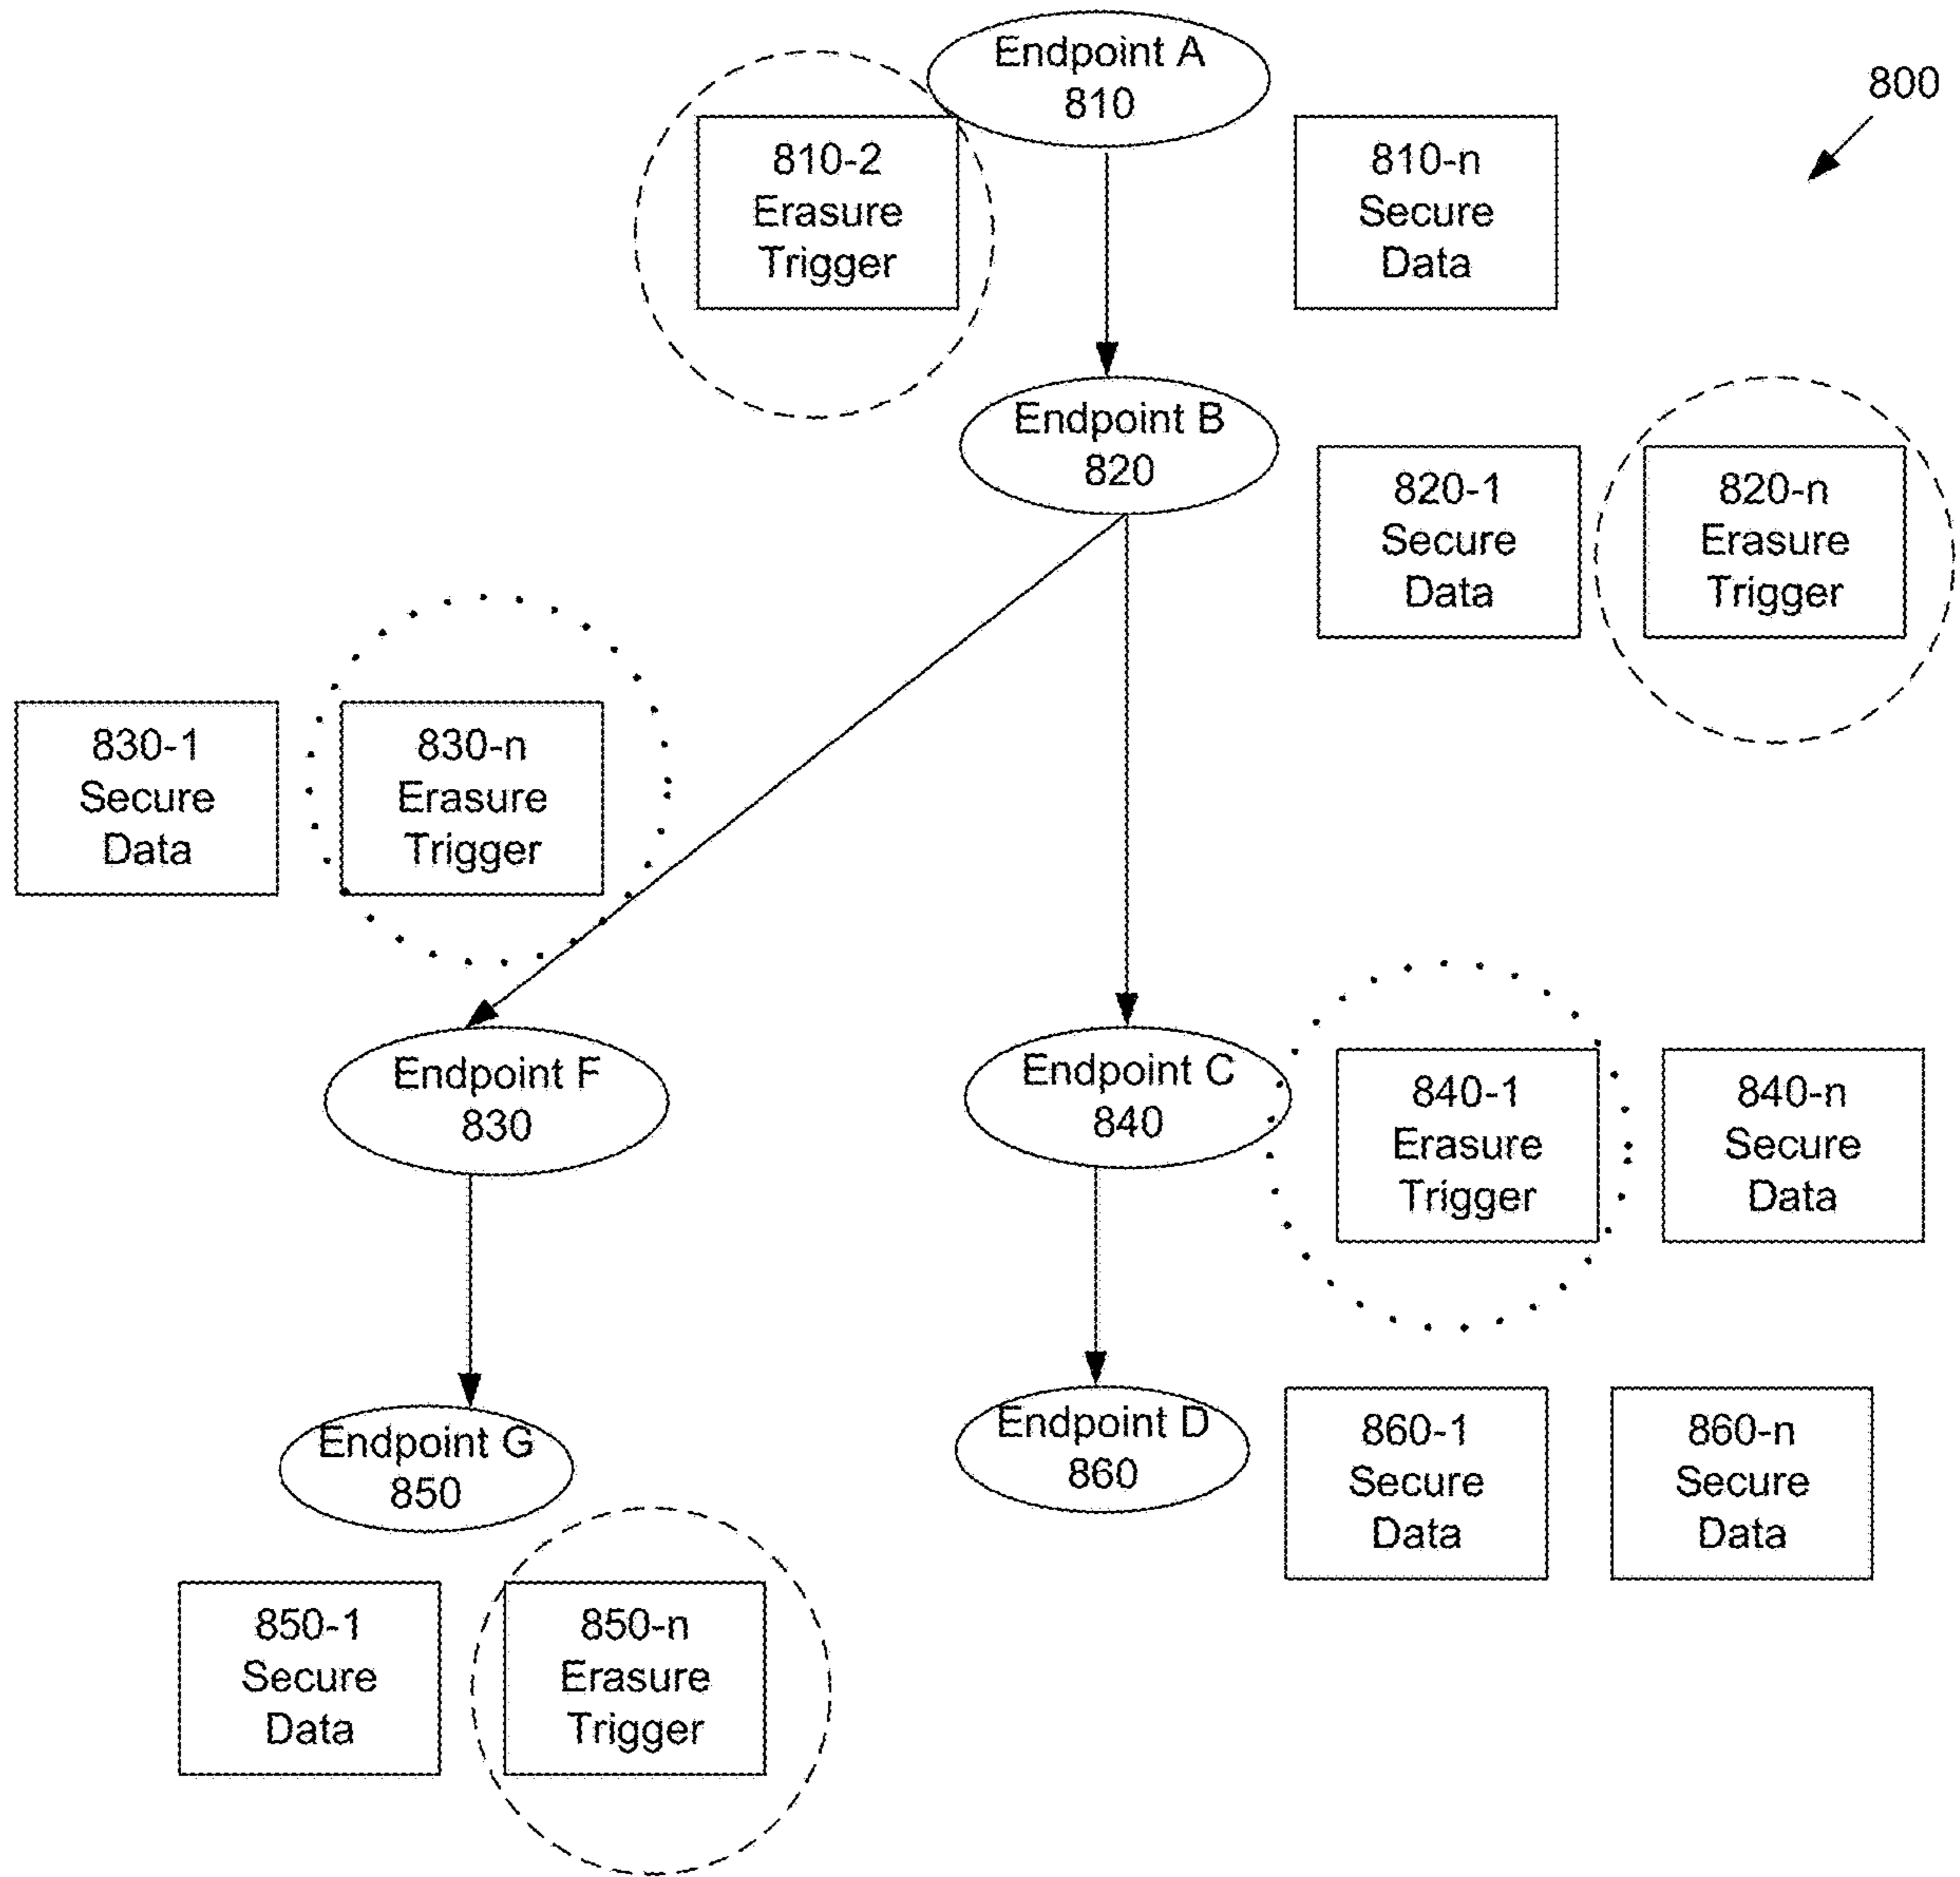 Endpoint A
810
800
810-2
Erasure
Trigger
810-n
Secure
Data
Endpoint B
820
820-1
Secure
Data
820-n
Erasure
Trigger
830-1
Secure
Data
830-n
Erasure
Trigger
Endpoint F
830
Endpoint C
840
840-1
Erasure
Trigger
840-n
Secure
Data
Endpoint G
850
Endpoint D
860
860-1
Secure
Data
860-n
Secure
Data
850-1
Secure
Data
850-n
Erasure
Trigger